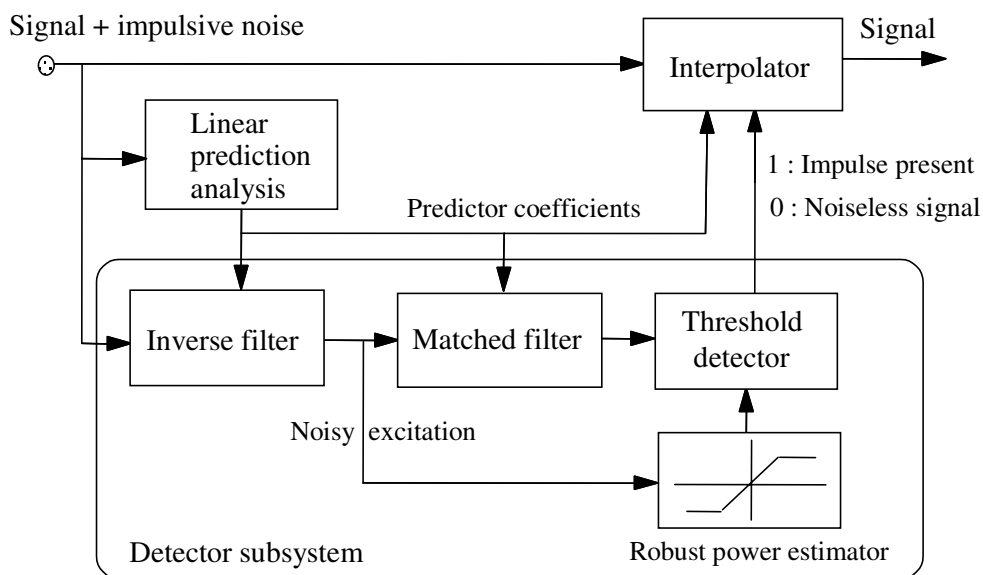 Signal + impulsive noise
Signal
Interpolator
Linear
prediction
analysis
1 : Impulse present
0 : Noiseless signal
Predictor coefficients
Inverse filter
Matched filter
Threshold
detector
Noisy excitation
Detector subsystem
Robust power estimator